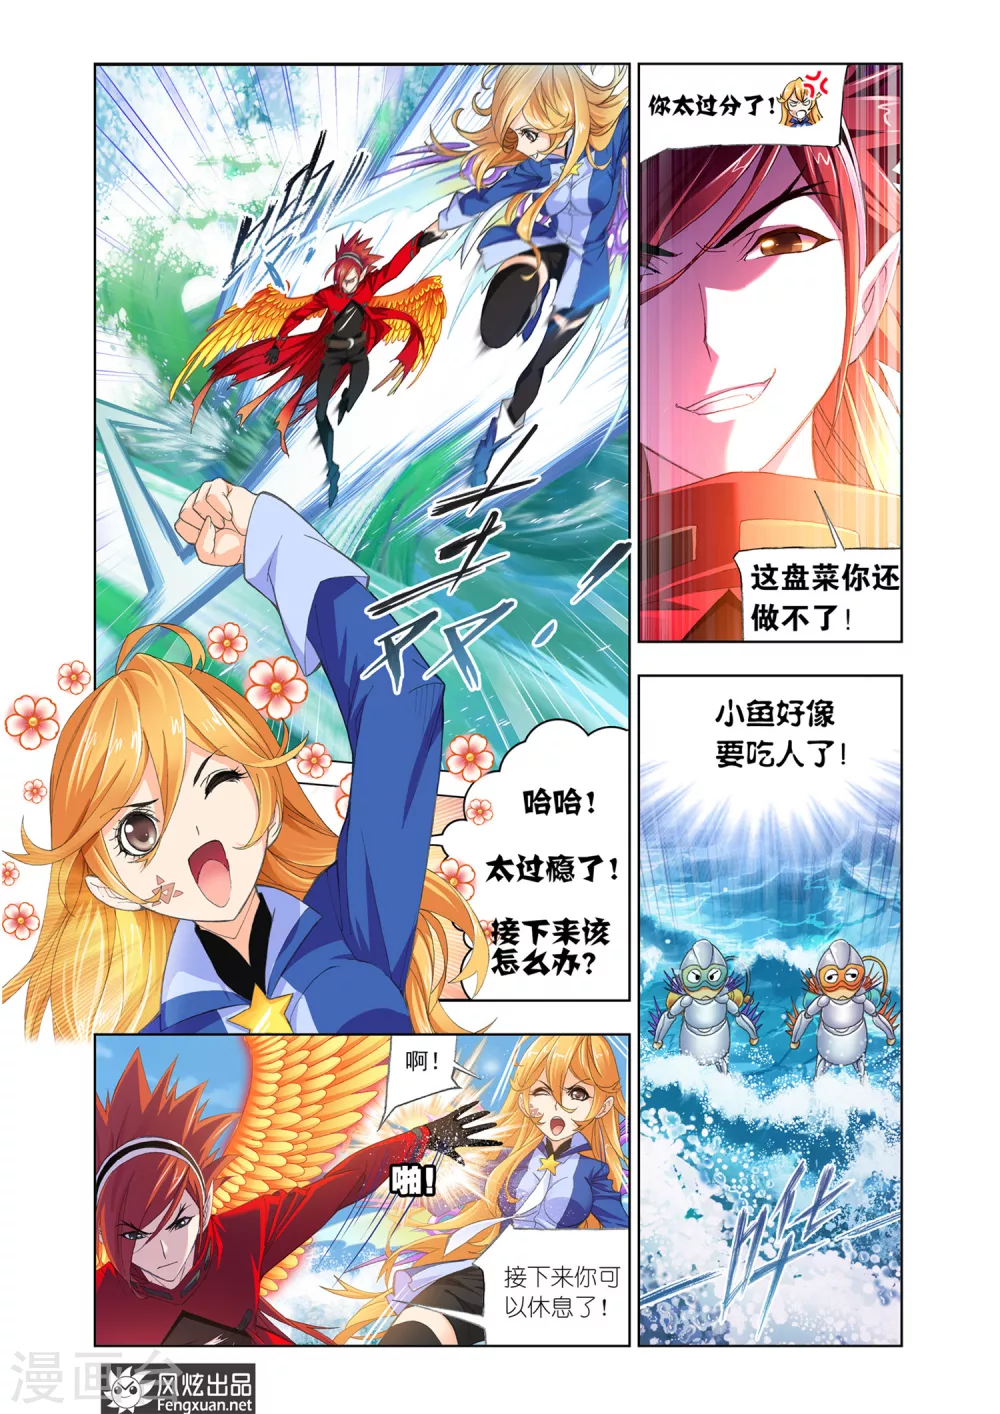 哈哈！
太过瘾了！
接下来该
怎么办？
啊！
啪！
接下来你可
以休息了！
你太过分了！
这盘菜你还
做不了！
小鱼好像
要吃人了！
漫画台
风炫出品
Fengxuan.net